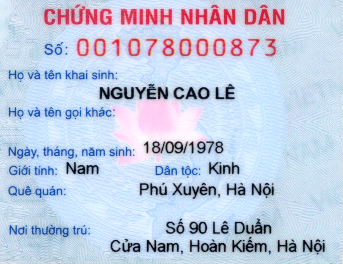 CHỨNG MINH NHÂN DÂN
Số: 001078000873
Họ và tên khai sinh:
NGUYỄN CAO LÊ
Họ và tên gọi khác:
Ngày, tháng, năm sinh: 18/09/1978
Giới tính: Nam Dân tộc: Kinh
Quê quán: Phú Xuyên, Hà Nội
Nơi thường trú: Số 90 Lê Duẩn
Cửa Nam, Hoàn Kiếm, Hà Nội